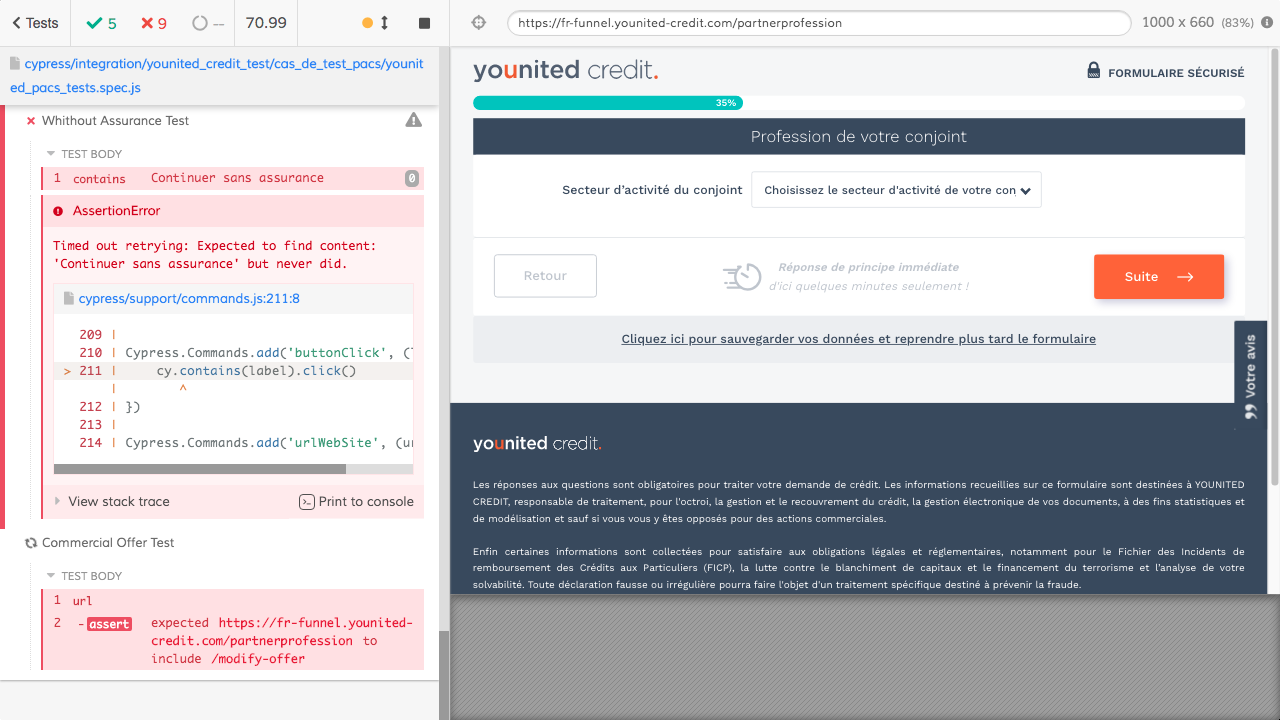 Tests
5
9
--
70.99
cypress/integration/younited_credit_test/cas_de_test_pacs/younit
ed_pacs_tests.spec.js
Whithout Assurance Test
TEST BODY
1 contains Continuer sans assurance 0
AssertionError
Timed out retrying: Expected to find content:
'Continuer sans assurance' but never did.
cypress/support/commands.js:211:8
209 |
210 | Cypress.Commands.add('buttonClick', (
> 211 |     cy.contains(label).click()
|        ^
212 | })
213 |
214 | Cypress.Commands.add('urlWebSite', (
View stack trace
Print to console
Commercial Offer Test
TEST BODY
1 url
2 -assert expected https://fr-funnel.younited-
credit.com/partnerprofession to
include /modify-offer
https://fr-funnel.younited-credit.com/partnerprofession
1000 x 660 (83%)
younited credit.
FORMULAIRE SÉCURISÉ
35%
Profession de votre conjoint
Secteur d'activité du conjoint
Choisissez le secteur d'activité de votre con
Retour
Réponse de principe immédiate
d'ici quelques minutes seulement !
Suite
Cliquez ici pour sauvegarder vos données et reprendre plus tard le formulaire
Votre avis
younited credit.
Les réponses aux questions sont obligatoires pour traiter votre demande de crédit. Les informations recueillies sur ce formulaire sont destinées à YOUNITED
CREDIT, responsable de traitement, pour l'octroi, la gestion et le recouvrement du crédit, la gestion électronique de vos documents, à des fins statistiques et
de modélisation et sauf si vous vous y êtes opposés pour des actions commerciales.
Enfin certaines informations sont collectées pour satisfaire aux obligations légales et réglementaires, notamment pour le Fichier des Incidents de
remboursement des Crédits aux Particuliers (FICP), la lutte contre le blanchiment de capitaux et le financement du terrorisme et l'analyse de votre
solvabilité. Toute déclaration fausse ou irrégulière pourra faire l'objet d'un traitement spécifique destiné à prévenir la fraude.